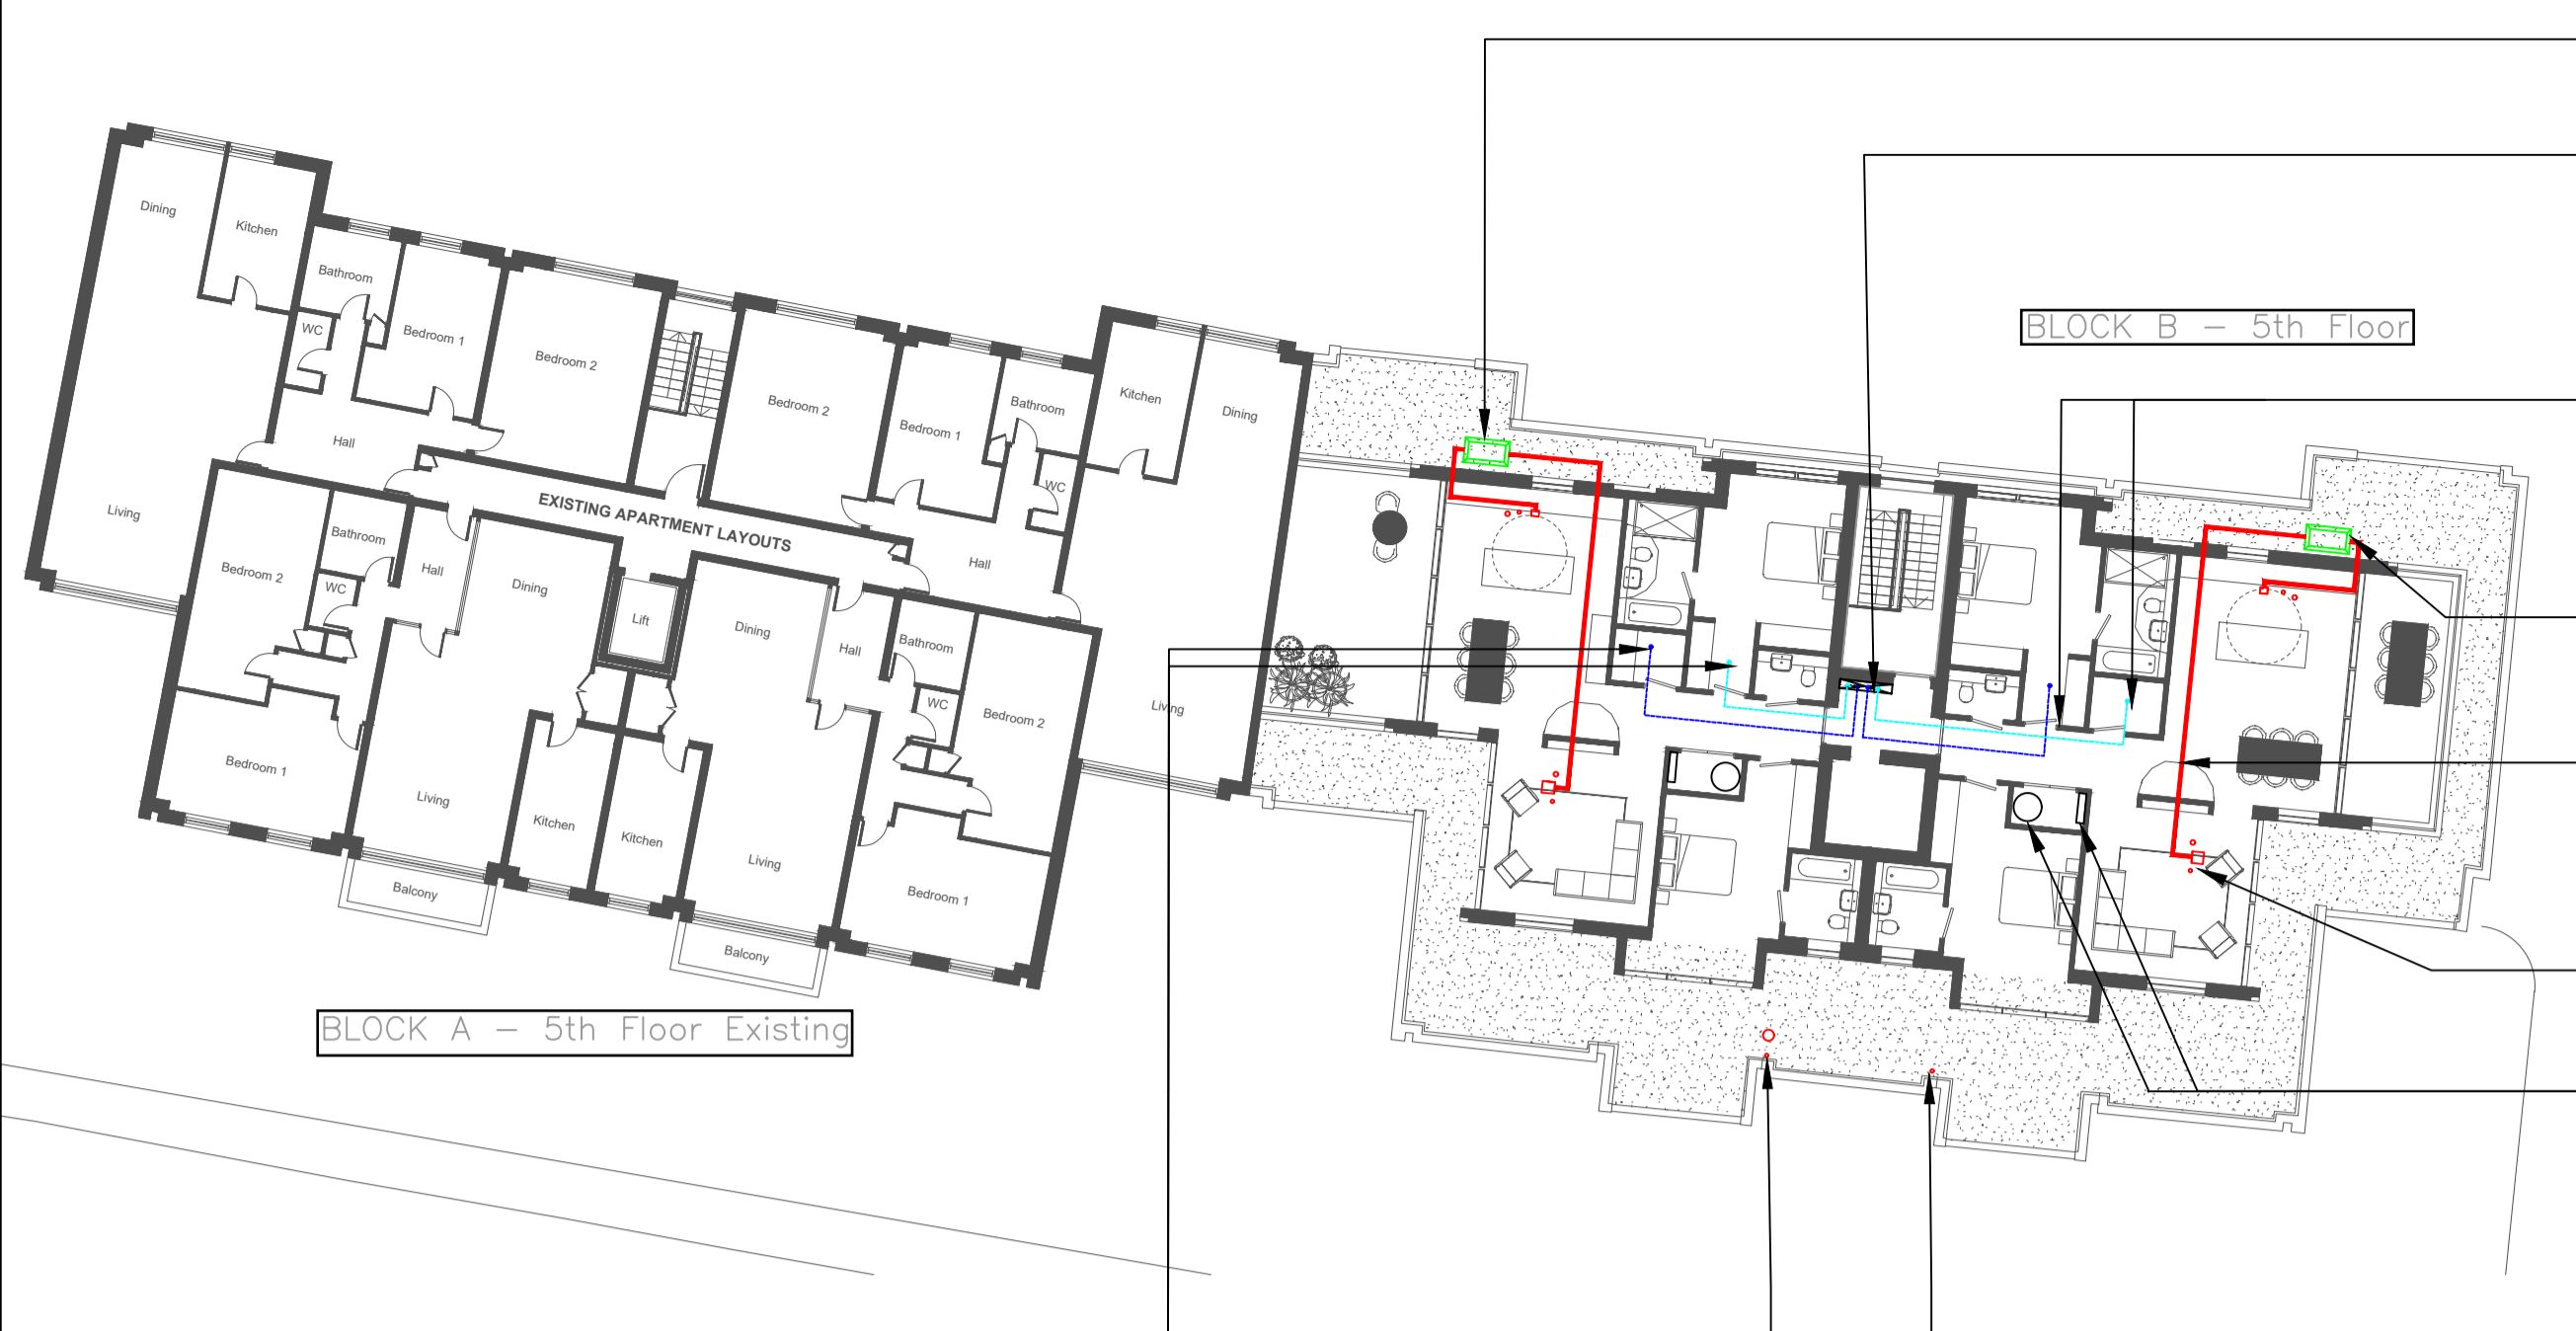 BLOCK B – 5th Floor
Dining
Kitchen
Bathroom
WC
Bedroom 1
Bedroom 2
Hall
Living
Bedroom 2
Bedroom 1
Bathroom
WC
Kitchen
Dining
Hall
Living
EXISTING APARTMENT LAYOUTS
Bedroom 2
Bathroom
WC
Hall
Dining
Lift
Dining
Hall
Bathroom
WC
Bedroom 2
Bedroom 1
Living
Kitchen
Kitchen
Living
Bedroom 1
Balcony
Balcony
BLOCK A – 5th Floor Existing